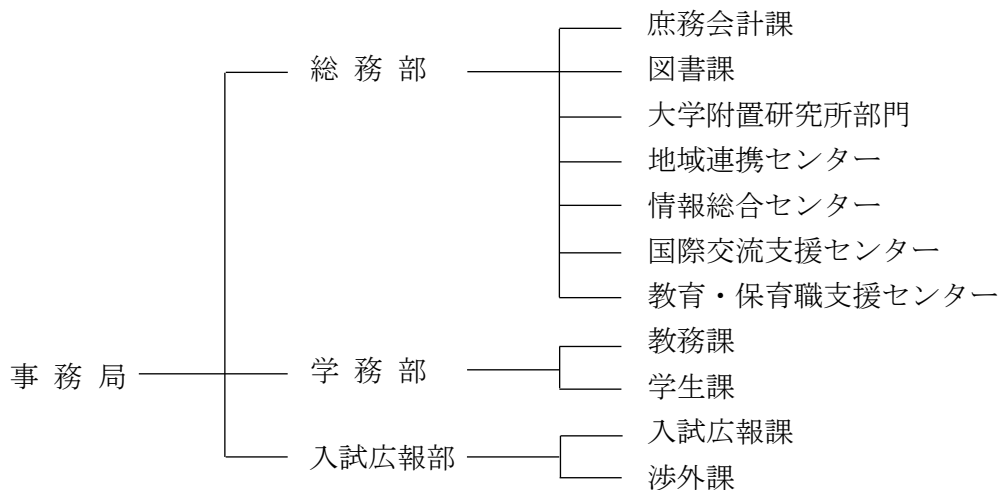 庶務会計課
総務部
図書課
大学附置研究所部門
地域連携センター
情報総合センター
国際交流支援センター
教育・保育職支援センター
事務局
学務部
教務課
学生課
入試広報部
入試広報課
渉外課